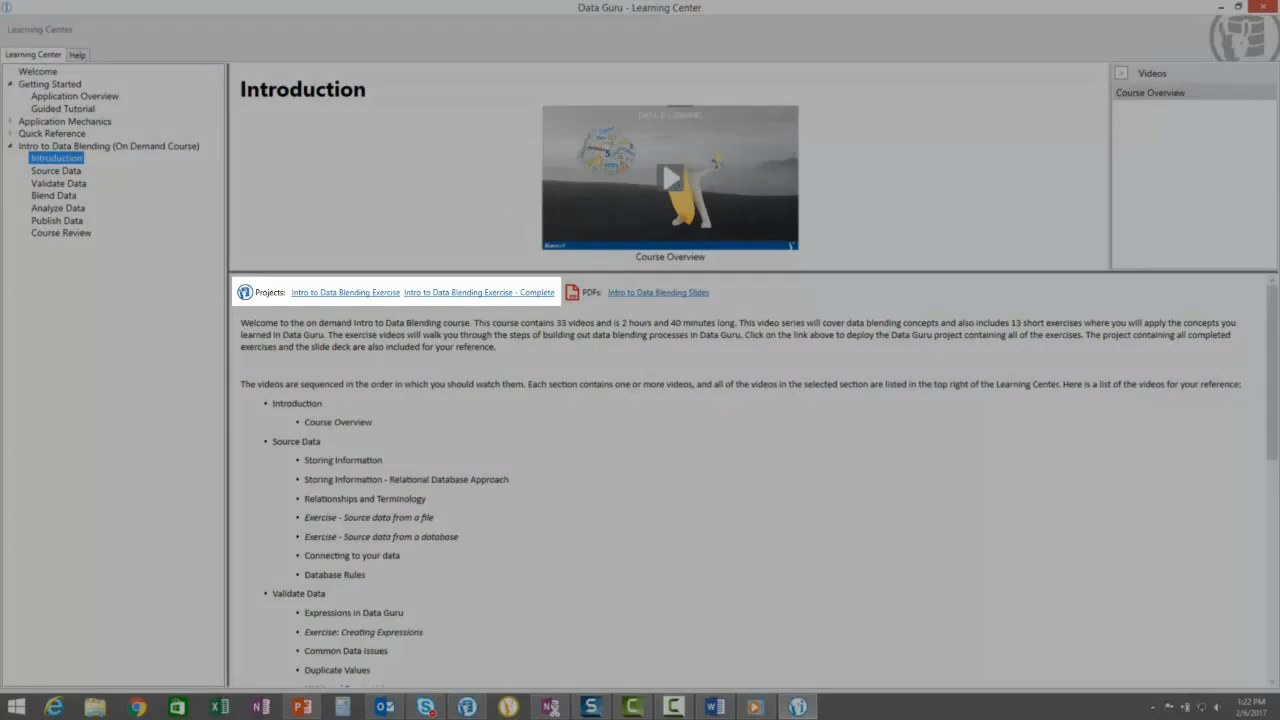 Data Guru - Learning Center
Learning Center
Learning Center Help
Welcome
Getting Started
Application Overview
Guided Tutorial
Application Mechanics
Quick Reference
Intro to Data Blending (On Demand Course)
Introduction
Source Data
Validate Data
Blend Data
Analyze Data
Publish Data
Course Review
Introduction
Course Overview
Videos
Course Overview
Projects: Intro to Data Blending Exercise Intro to Data Blending Exercise - Complete PDFs: Intro to Data Blending Slides
Welcome to the on demand Intro to Data Blending course. This course contains 33 videos and is 2 hours and 40 minutes long. This video series will cover data blending concepts and also includes 13 short exercises where you will apply the concepts you
learned in Data Guru. The exercise videos will walk you through the steps of building out data blending processes in Data Guru. Click on the link above to deploy the Data Guru project containing all of the exercises. The project containing all completed
exercises and the slide deck are also included for your reference.
The videos are sequenced in the order in which you should watch them. Each section contains one or more videos, and all of the videos in the selected section are listed in the top right of the Learning Center. Here is a list of the videos for your reference:
• Introduction
• Course Overview
• Source Data
• Storing Information
• Storing Information - Relational Database Approach
• Relationships and Terminology
• Exercise - Source data from a file
• Exercise - Source data from a database
• Connecting to your data
• Database Rules
• Validate Data
• Expressions in Data Guru
• Exercise: Creating Expressions
• Common Data Issues
• Duplicate Values
1:22 PM
2/6/2017